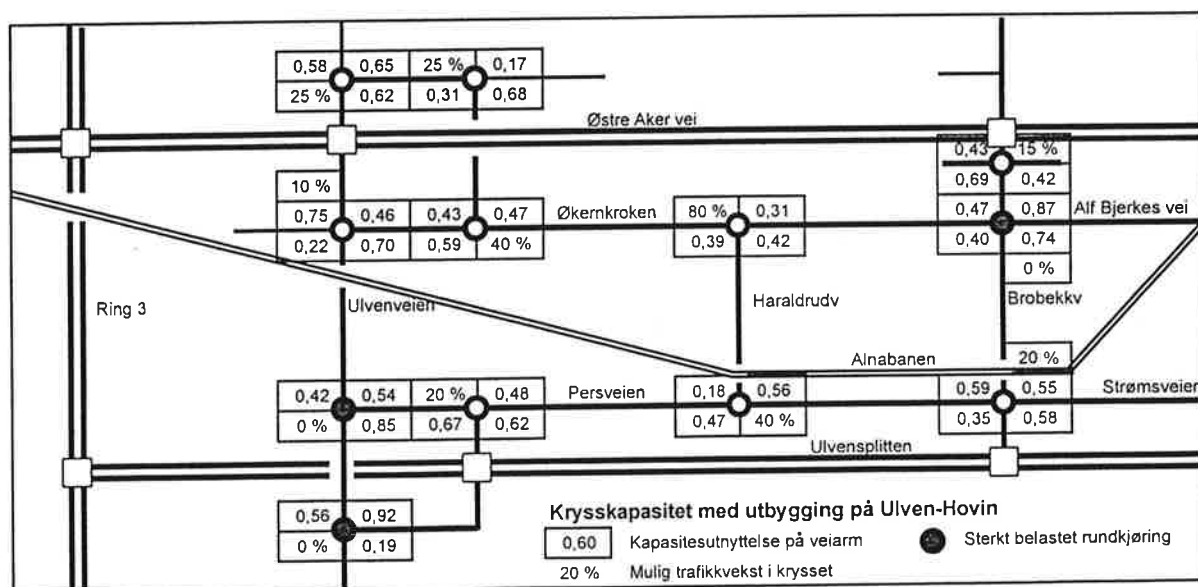 0,58 0,65 25 % 0,17
25 % 0,62 0,31 0,68
Østre Aker vei
0,43 15 %
0,69 0,42
10 %
0,75 0,46 0,43 0,47
0,22 0,70 0,59 40 %
Økernkroken
80 % 0,31
0,39 0,42
0,47 0,87
0,40 0,74
0 %
Alf Bjerkes vei
Ring 3
Ulvenveien
Haraldrudv
Brobekkv
Alnabanen
20 %
0,42 0,54 20 % 0,48
0 % 0,85 0,67 0,62
Persveien
0,18 0,56
0,47 40 %
0,59 0,55
0,35 0,58
Strømsveien
Ulvensplitten
0,56 0,92
0 % 0,19
Krysskapasitet med utbygging på Ulven-Hovin
0,60 Kapasitesutnyttelse på veiarm
Sterkt belastet rundkjøring
20 % Mulig trafikkvekst i krysset